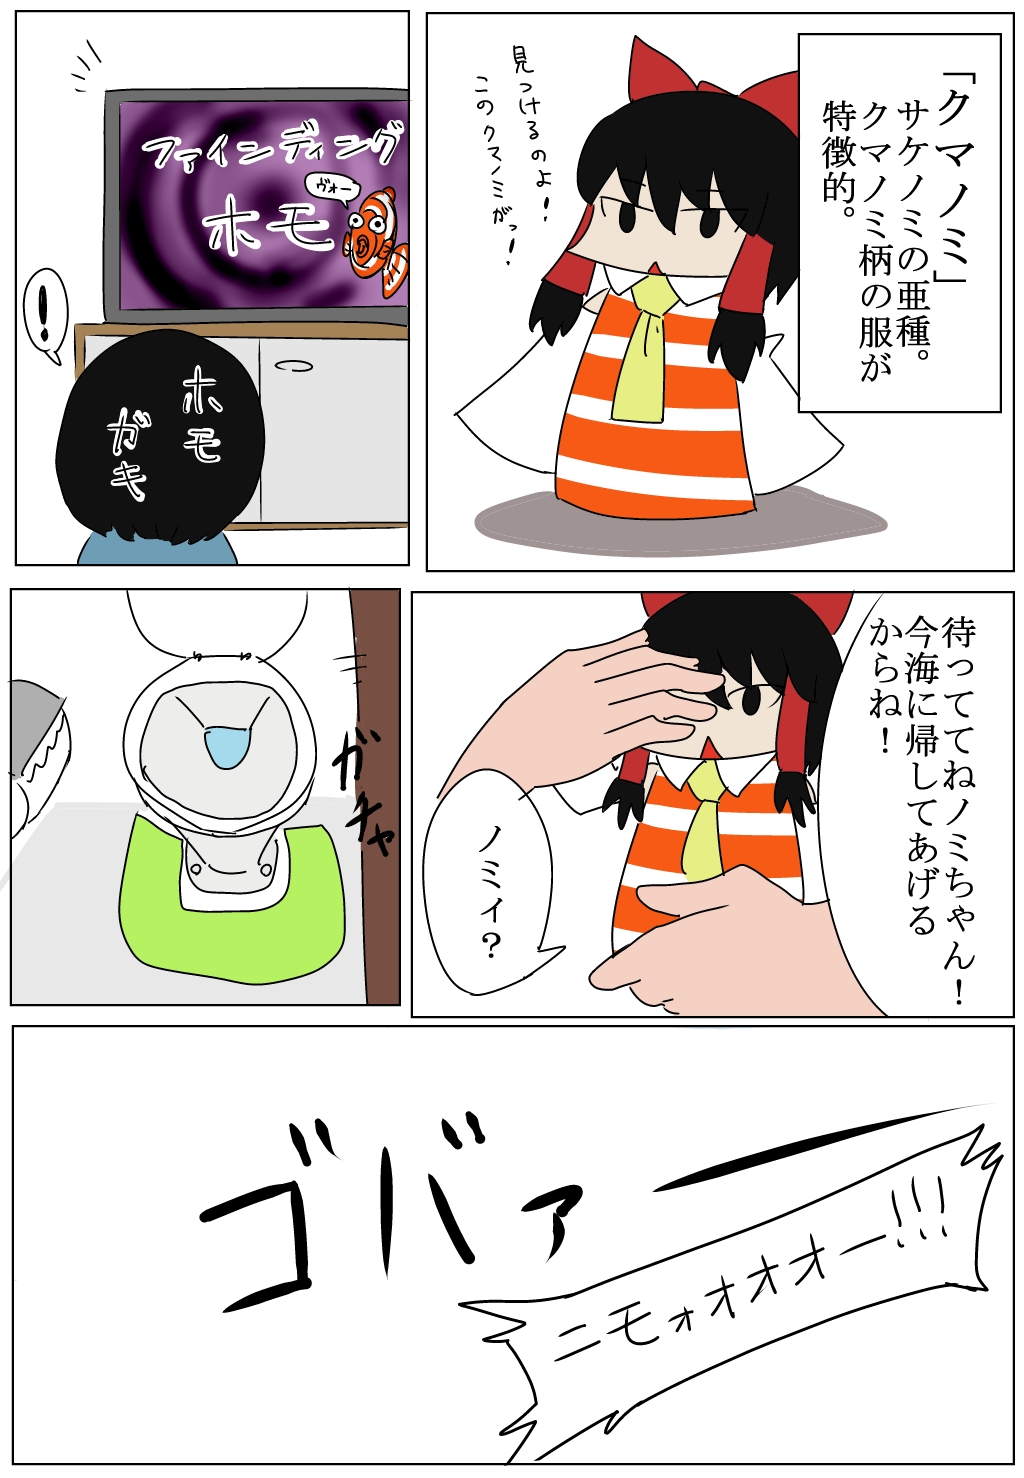 「クマノミ」
サケノミの亜種。
クマノミ柄の服が
特徴的。
見つけるのよ！
このクマノミがっ！
ファインディング
ホモ
ヴォー
！
ホモ
ガキ
待っててねノミちゃん！
今海に帰してあげる
からね！
ノミィ？
ガチャ
ゴバァー
ニモォオオオー!!!